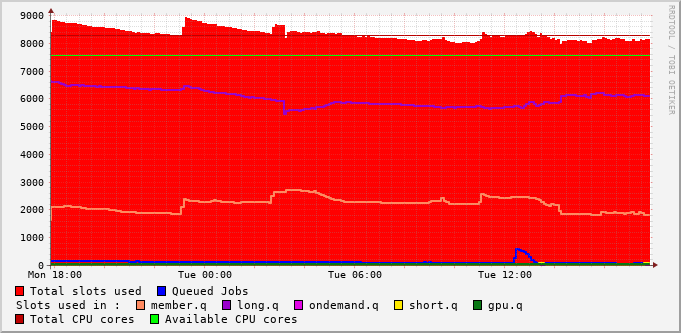 9000
8000
7000
6000
5000
4000
3000
2000
1000
0
Mon 18:00 Tue 00:00 Tue 06:00 Tue 12:00
RRDTOOL / TOBI OETIKER
Total slots used Queued Jobs
Slots used in : member.q long.q ondemand.q short.q gpu.q
Total CPU cores Available CPU cores